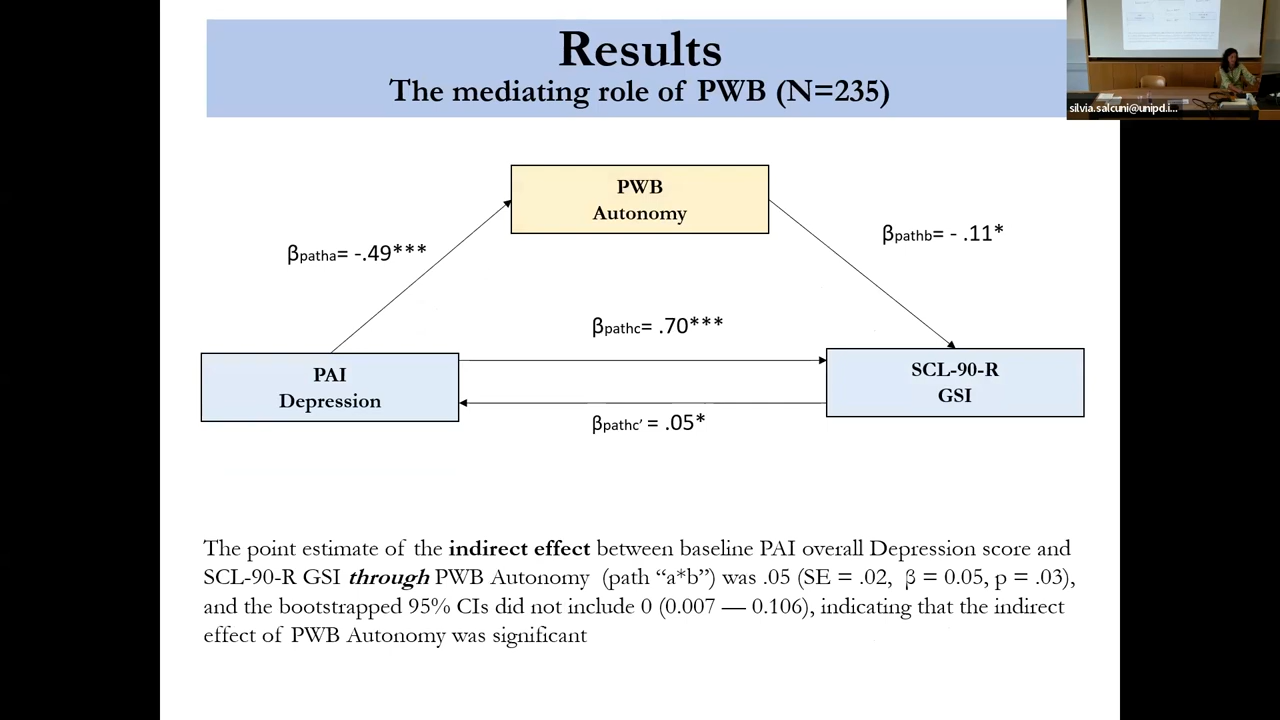 Results
The mediating role of PWB (N=235)
silvia.salcuni@unipd.i...
PWB
Autonomy
βpatha= -.49***
βpathb= - .11*
βpathc= .70***
PAI
Depression
SCL-90-R
GSI
βpathc’ = .05*
The point estimate of the indirect effect between baseline PAI overall Depression score and
SCL-90-R GSI through PWB Autonomy (path “a*b”) was .05 (SE = .02, β = 0.05, p = .03),
and the bootstrapped 95% CIs did not include 0 (0.007 — 0.106), indicating that the indirect
effect of PWB Autonomy was significant